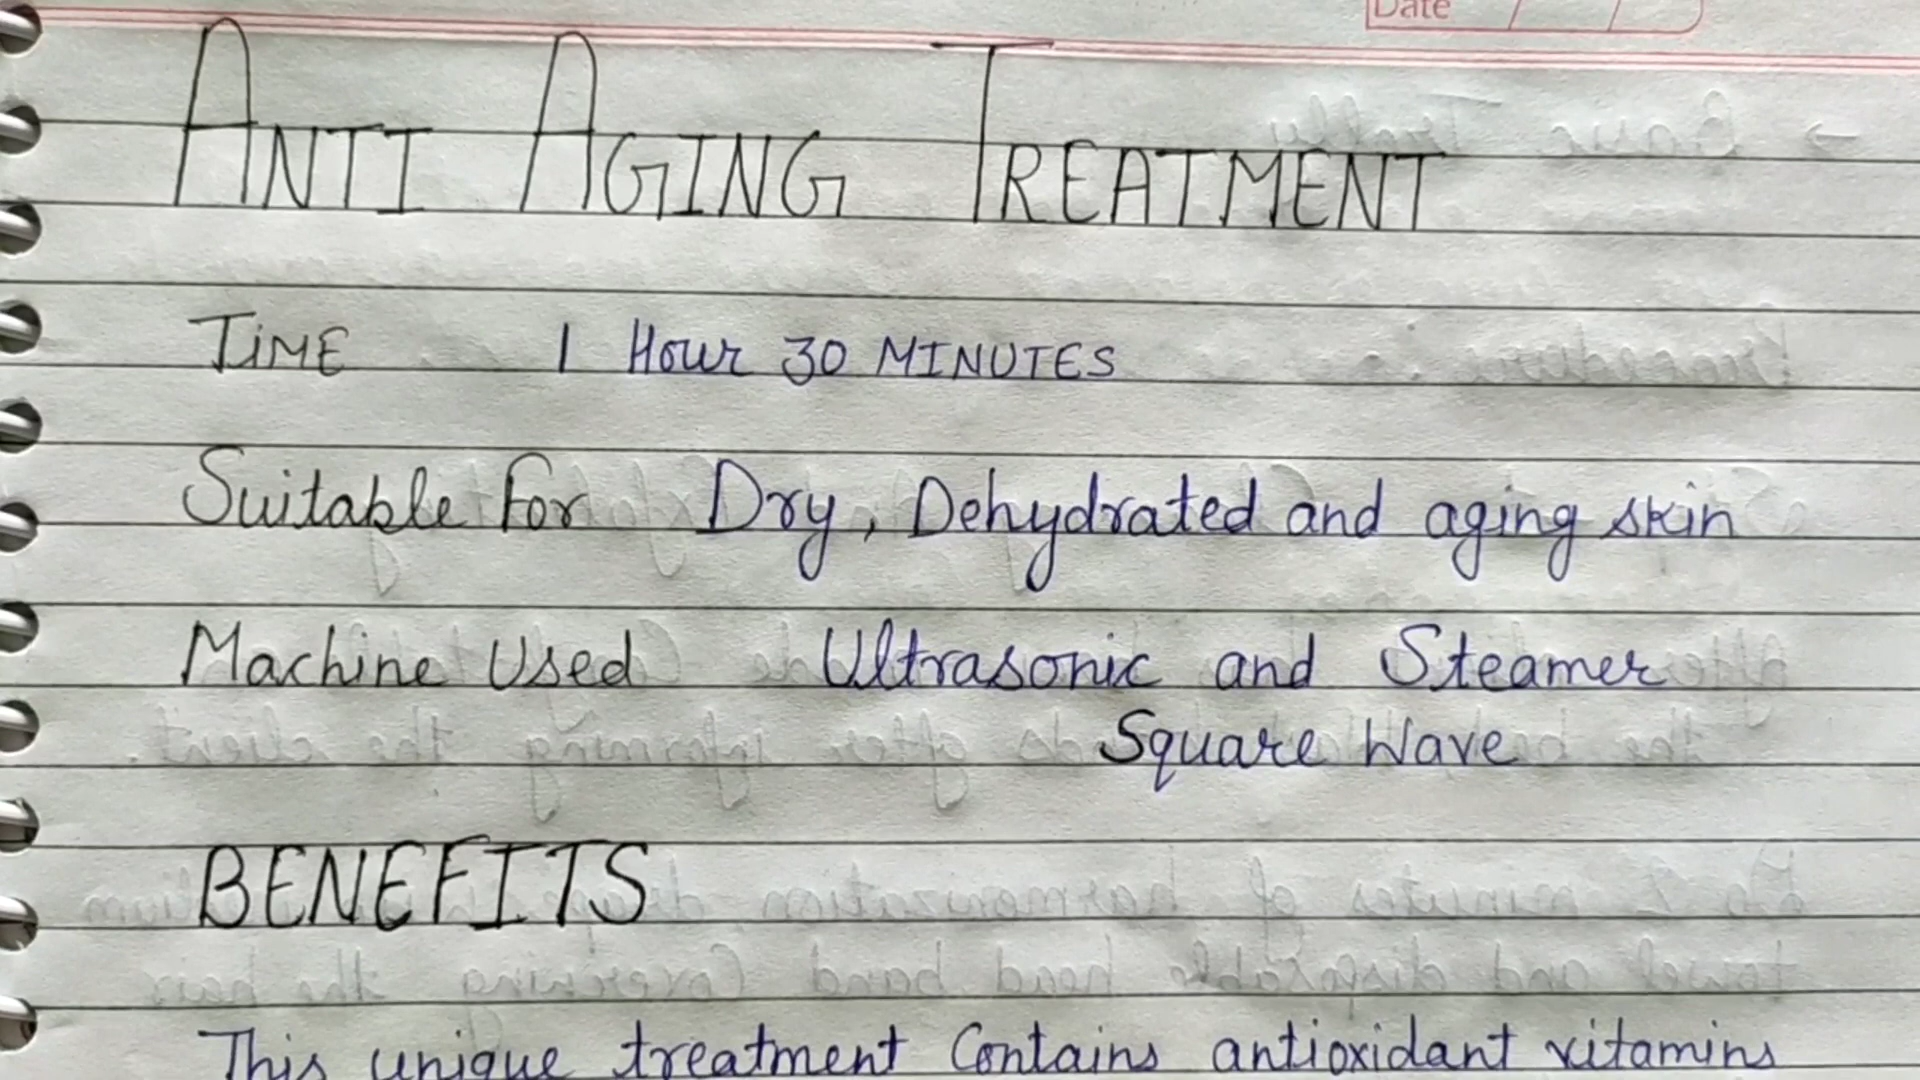 Date / /
ANTI AGING TREATMENT
TIME 1 Hour 30 MINUTES
Suitable For Dry, Dehydrated and aging skin
Machine Used Ultrasonic and Steamer
Square Wave
BENEFITS
This unique treatment Contains antioxidant vitamins